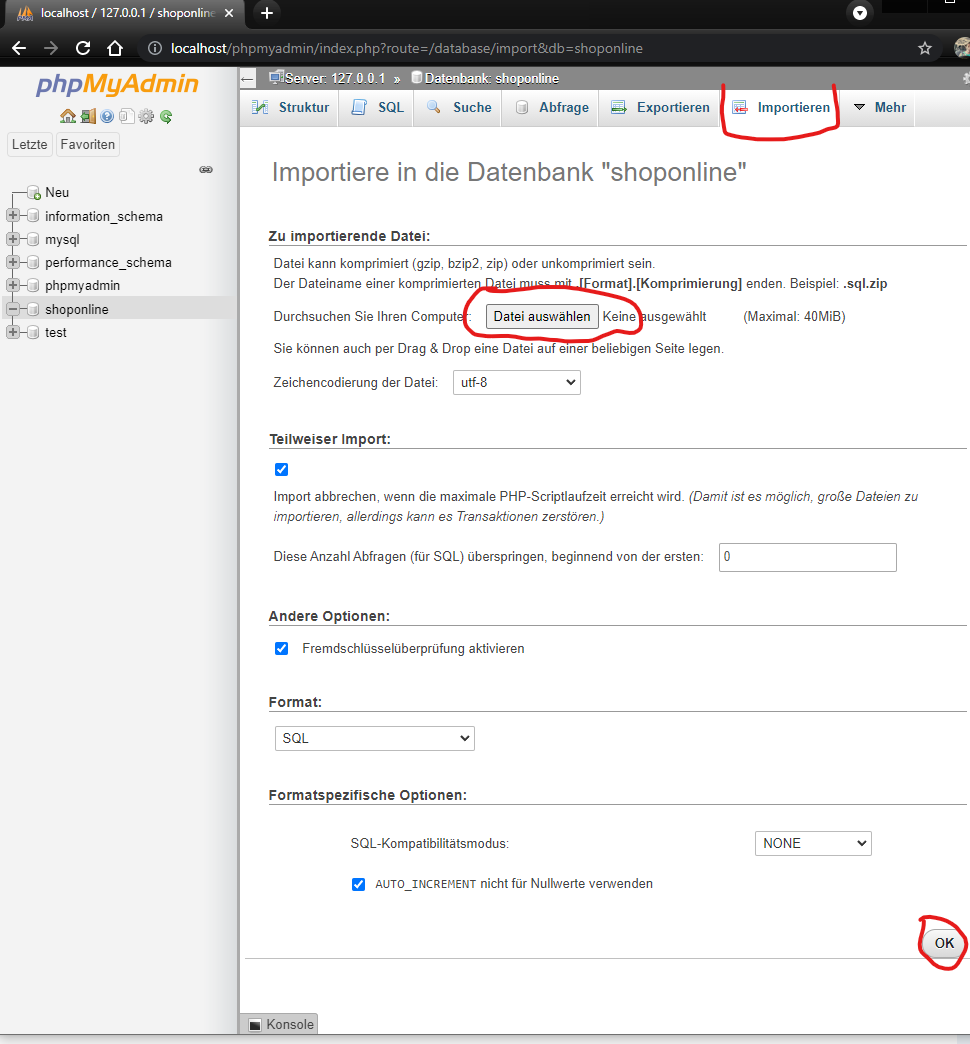 localhost / 127.0.0.1 / shoponline
localhost/phpmyadmin/index.php?route=/database/import&db=shoponline
phpMyAdmin
Letzte Favoriten
Neu
information_schema
mysql
performance_schema
phpmyadmin
shoponline
test
Server: 127.0.0.1 » Datenbank: shoponline
Struktur SQL Suche Abfrage Exportieren Importieren Mehr
Importiere in die Datenbank "shoponline"
Zu importierende Datei:
Datei kann komprimiert (gzip, bzip2, zip) oder unkomprimiert sein.
Der Dateiname einer komprimierten Datei muss mit .[Format].[Komprimierung] enden. Beispiel: .sql.zip
Durchsuchen Sie Ihren Computer: Datei auswählen Keine ausgewählt (Maximal: 40MiB)
Sie können auch per Drag & Drop eine Datei auf einer beliebigen Seite legen.
Zeichencodierung der Datei: utf-8
Teilweiser Import:
Import abbrechen, wenn die maximale PHP-Scriptlaufzeit erreicht wird. (Damit ist es möglich, große Dateien zu
importieren, allerdings kann es Transaktionen zerstören.)
Diese Anzahl Abfragen (für SQL) überspringen, beginnend von der ersten: 0
Andere Optionen:
Fremdschlüsselüberprüfung aktivieren
Format:
SQL
Formatspezifische Optionen:
SQL-Kompatibilitätsmodus: NONE
AUTO_INCREMENT nicht für Nullwerte verwenden
OK
Konsole